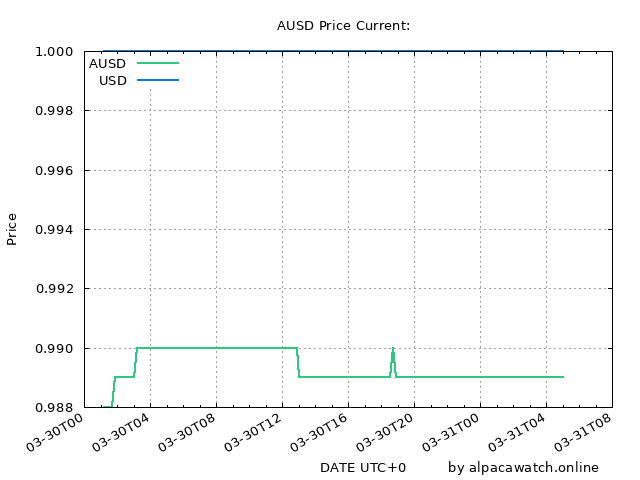 AUSD Price Current:
1.000
AUSD
USD
0.998
0.996
0.994
Price
0.992
0.990
0.988
03-30T00
03-30T04
03-30T08
03-30T12
03-30T16
03-30T20
03-31T00
03-31T04
03-31T08
DATE UTC+0
by alpacawatch.online